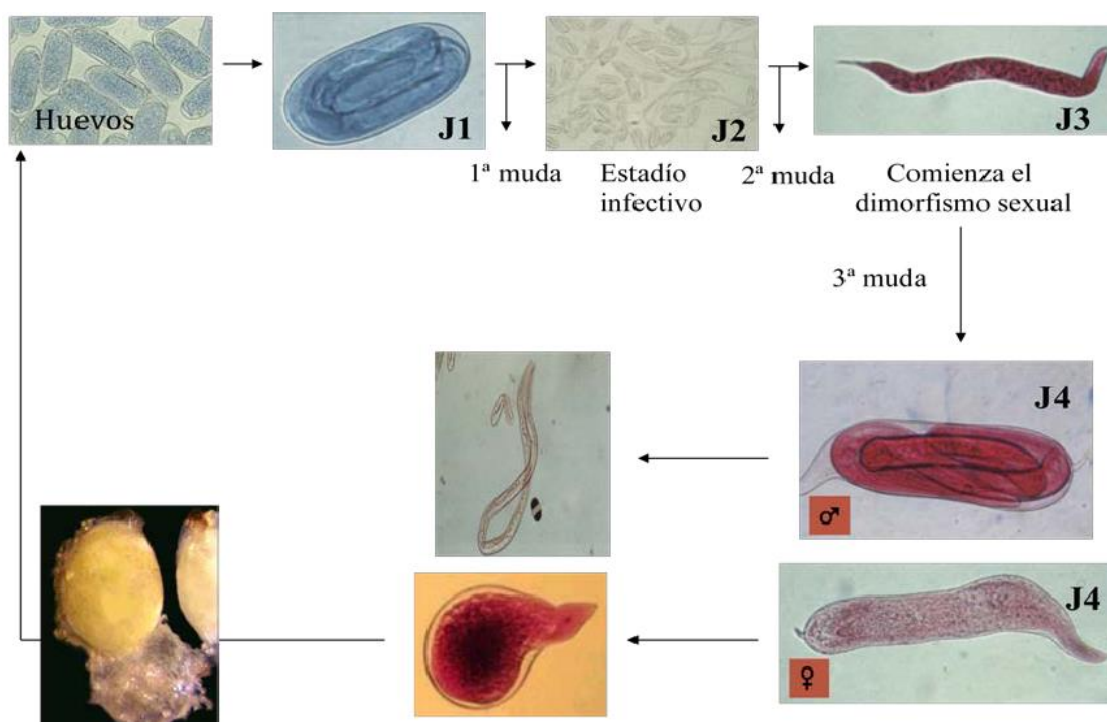 Huevos
J1
J2
J3
1ª muda
Estadío
infectivo
2ª muda
Comienza el
dimorfismo sexual
3ª muda
J4
♂
J4
♀